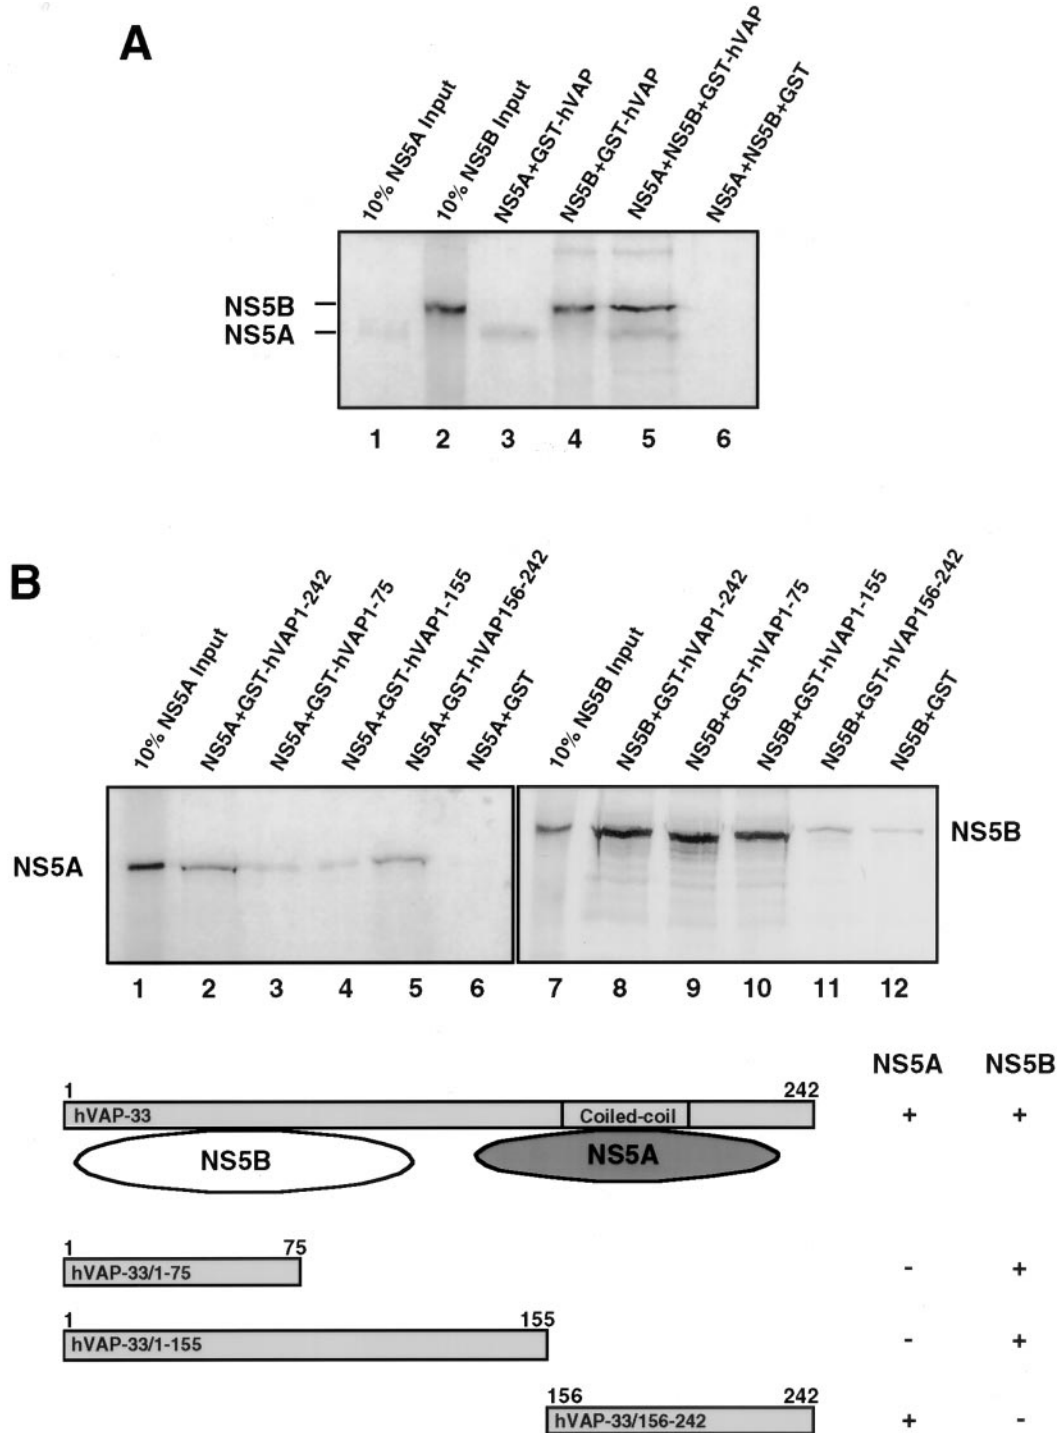 A
10% NS5A Input
10% NS5B Input
NS5A+GST-hVAP
NS5B+GST-hVAP
NS5A+NS5B+GST-hVAP
NS5A+NS5B+GST
NS5B
NS5A
1 2 3 4 5 6
B
10% NS5A Input
NS5A+GST-hVAP1-242
NS5A+GST-hVAP1-75
NS5A+GST-hVAP1-155
NS5A+GST-hVAP156-242
NS5A+GST
10% NS5B Input
NS5B+GST-hVAP1-242
NS5B+GST-hVAP1-75
NS5B+GST-hVAP1-155
NS5B+GST-hVAP156-242
NS5B+GST
NS5A
NS5B
1 2 3 4 5 6 7 8 9 10 11 12
NS5A NS5B
1 242
hVAP-33 Coiled-coil + +
NS5B NS5A
1 75
hVAP-33/1-75 - +
1 155
hVAP-33/1-155 - +
156 242
hVAP-33/156-242 + -